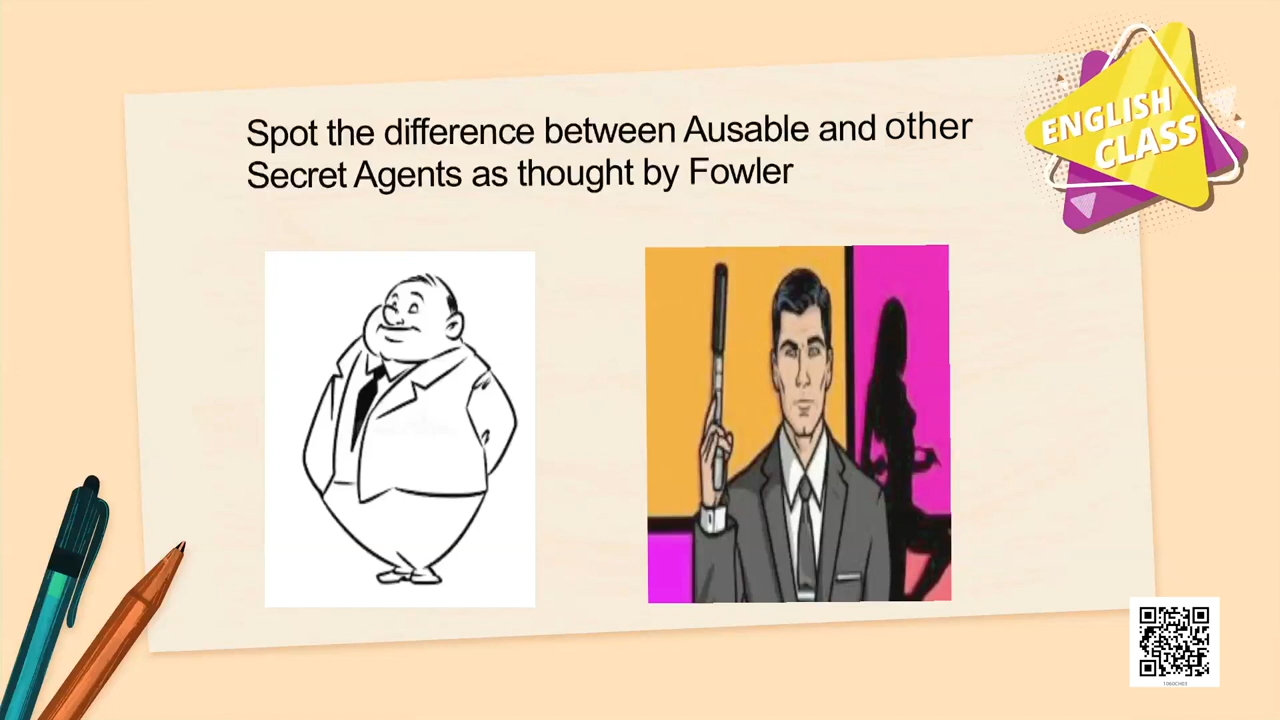 Spot the difference between Ausable and other
Secret Agents as thought by Fowler
ENGLISH
CLASS